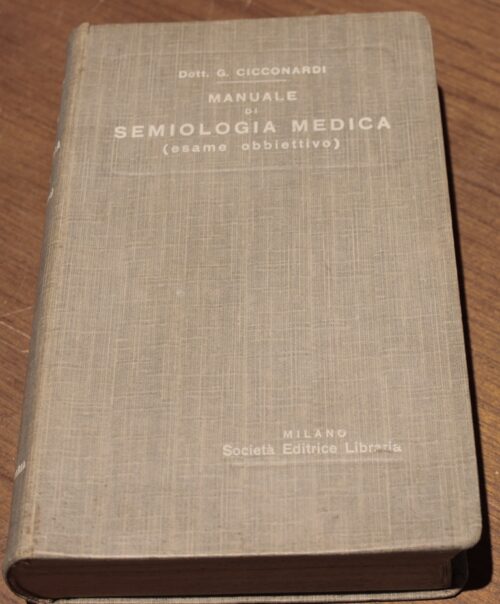 Dott. G. CICCONARDI
MANUALE
DI
SEMIOLOGIA MEDICA
(esame obbiettivo)
MILANO
Società Editrice Libraria